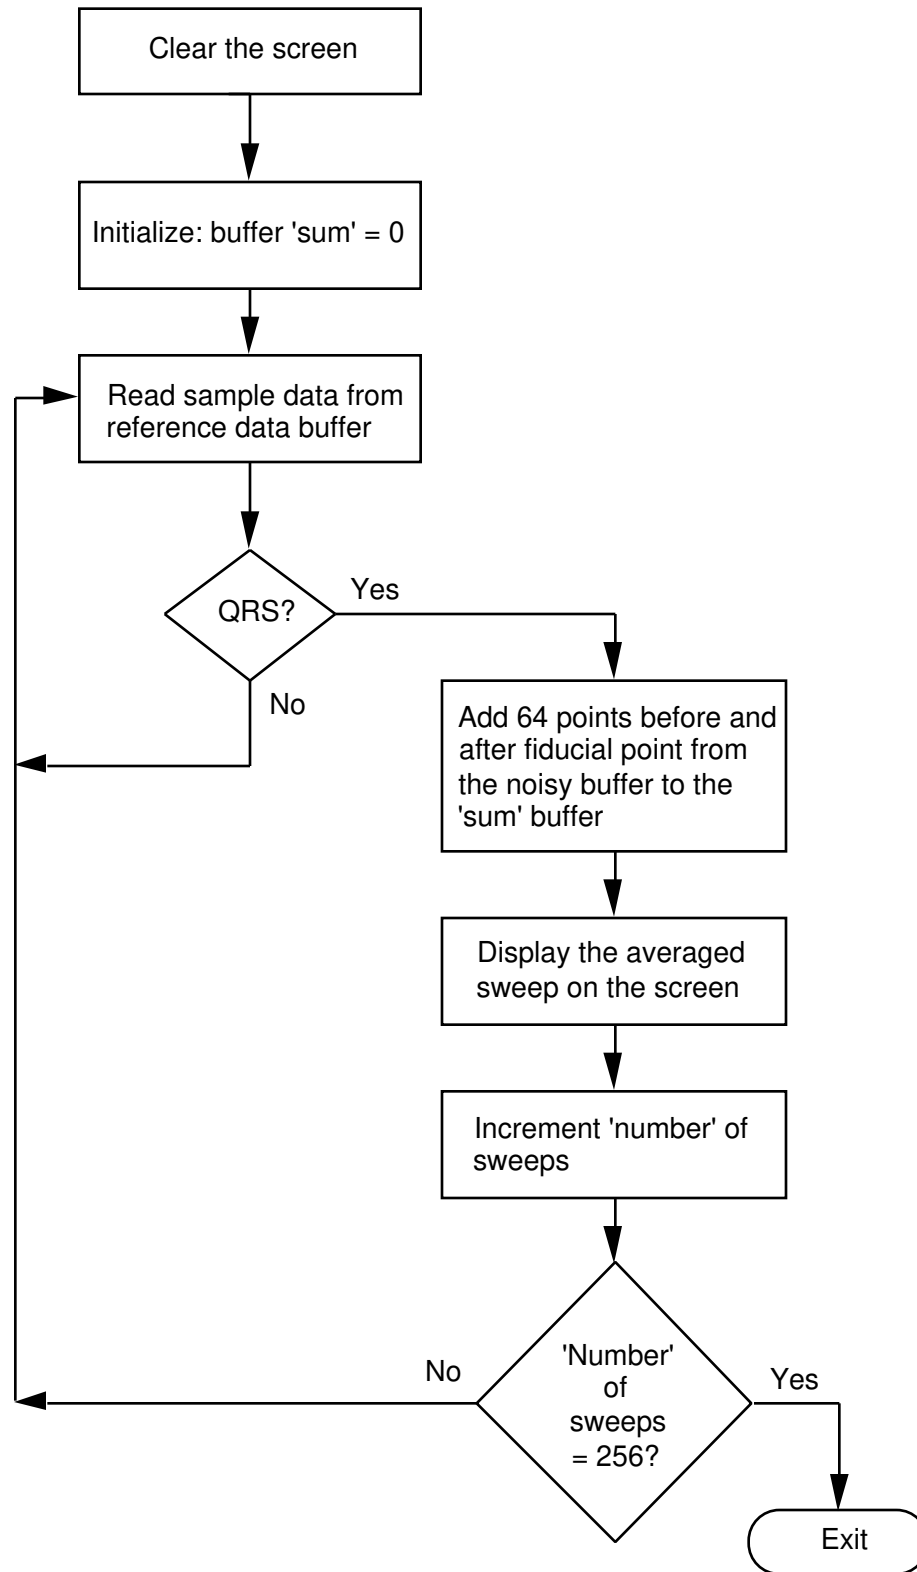 Clear the screen
Initialize: buffer 'sum' = 0
Read sample data from
reference data buffer
QRS?
Yes
No
Add 64 points before and
after fiducial point from
the noisy buffer to the
'sum' buffer
Display the averaged
sweep on the screen
Increment 'number' of
sweeps
'Number'
of
sweeps
= 256?
No
Yes
Exit